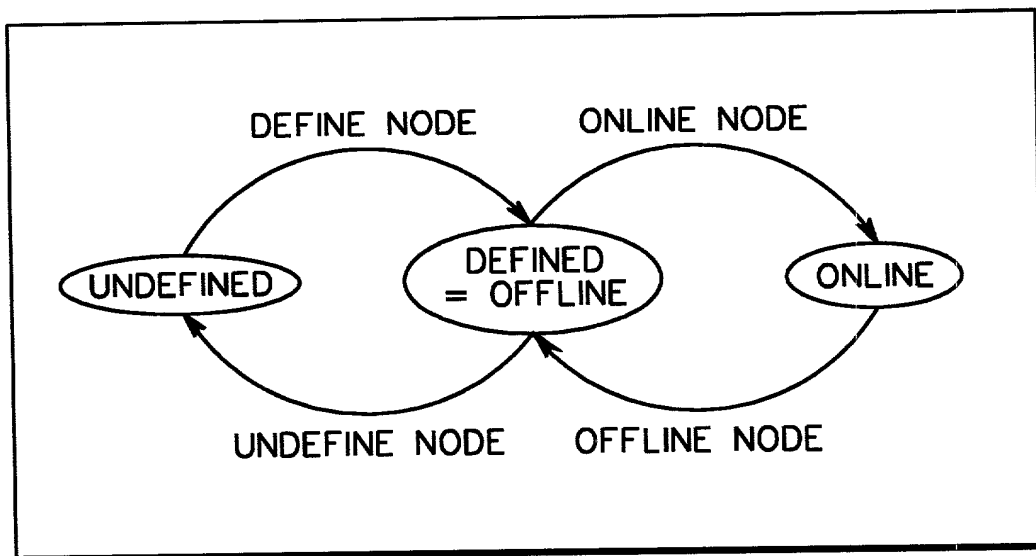 DEFINE NODE
ONLINE NODE
UNDEFINED
DEFINED
= OFFLINE
ONLINE
UNDEFINE NODE
OFFLINE NODE